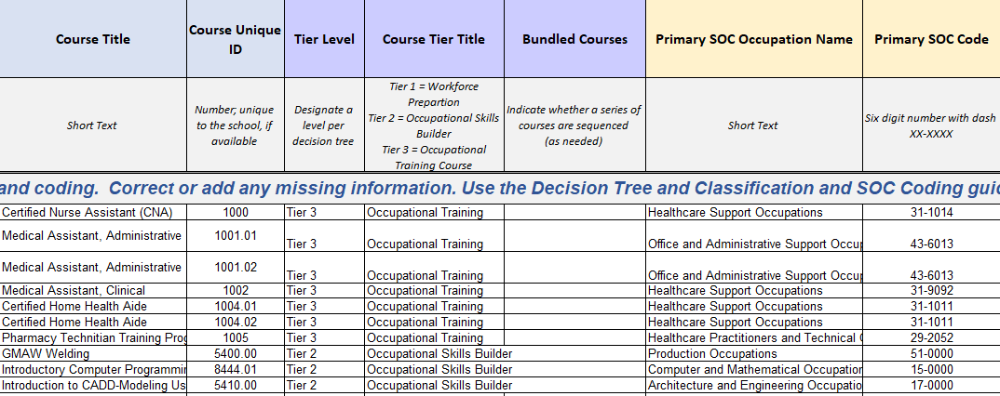 Course Title Course Unique ID Tier Level Course Tier Title Bundled Courses Primary SOC Occupation Name Primary SOC Code
Short Text
Number; unique
to the school, if
available
Designate a
level per
decision tree
Tier 1 = Workforce
Prepartion
Tier 2 = Occupational Skills
Builder
Tier 3 = Occupational
Training Course
Indicate whether a series of
courses are sequenced
(as needed)
Short Text
Six digit number with dash
XX-XXXX
and coding. Correct or add any missing information. Use the Decision Tree and Classification and SOC Coding guid
Certified Nurse Assistant (CNA) 1000 Tier 3 Occupational Training Healthcare Support Occupations 31-1014
Medical Assistant, Administrative 1001.01 Tier 3 Occupational Training Office and Administrative Support Occup 43-6013
Medical Assistant, Administrative 1001.02 Tier 3 Occupational Training Office and Administrative Support Occup 43-6013
Medical Assistant, Clinical 1002 Tier 3 Occupational Training Healthcare Support Occupations 31-9092
Certified Home Health Aide 1004.01 Tier 3 Occupational Training Healthcare Support Occupations 31-1011
Certified Home Health Aide 1004.02 Tier 3 Occupational Training Healthcare Support Occupations 31-1011
Pharmacy Technitian Training Prog 1005 Tier 3 Occupational Training Healthcare Practitioners and Technical 29-2052
GMAW Welding 5400.00 Tier 2 Occupational Skills Builder Production Occupations 51-0000
Introductory Computer Programmin 8444.01 Tier 2 Occupational Skills Builder Computer and Mathematical Occupation 15-0000
Introduction to CADD-Modeling Us 5410.00 Tier 2 Occupational Skills Builder Architecture and Engineering Occupatio 17-0000